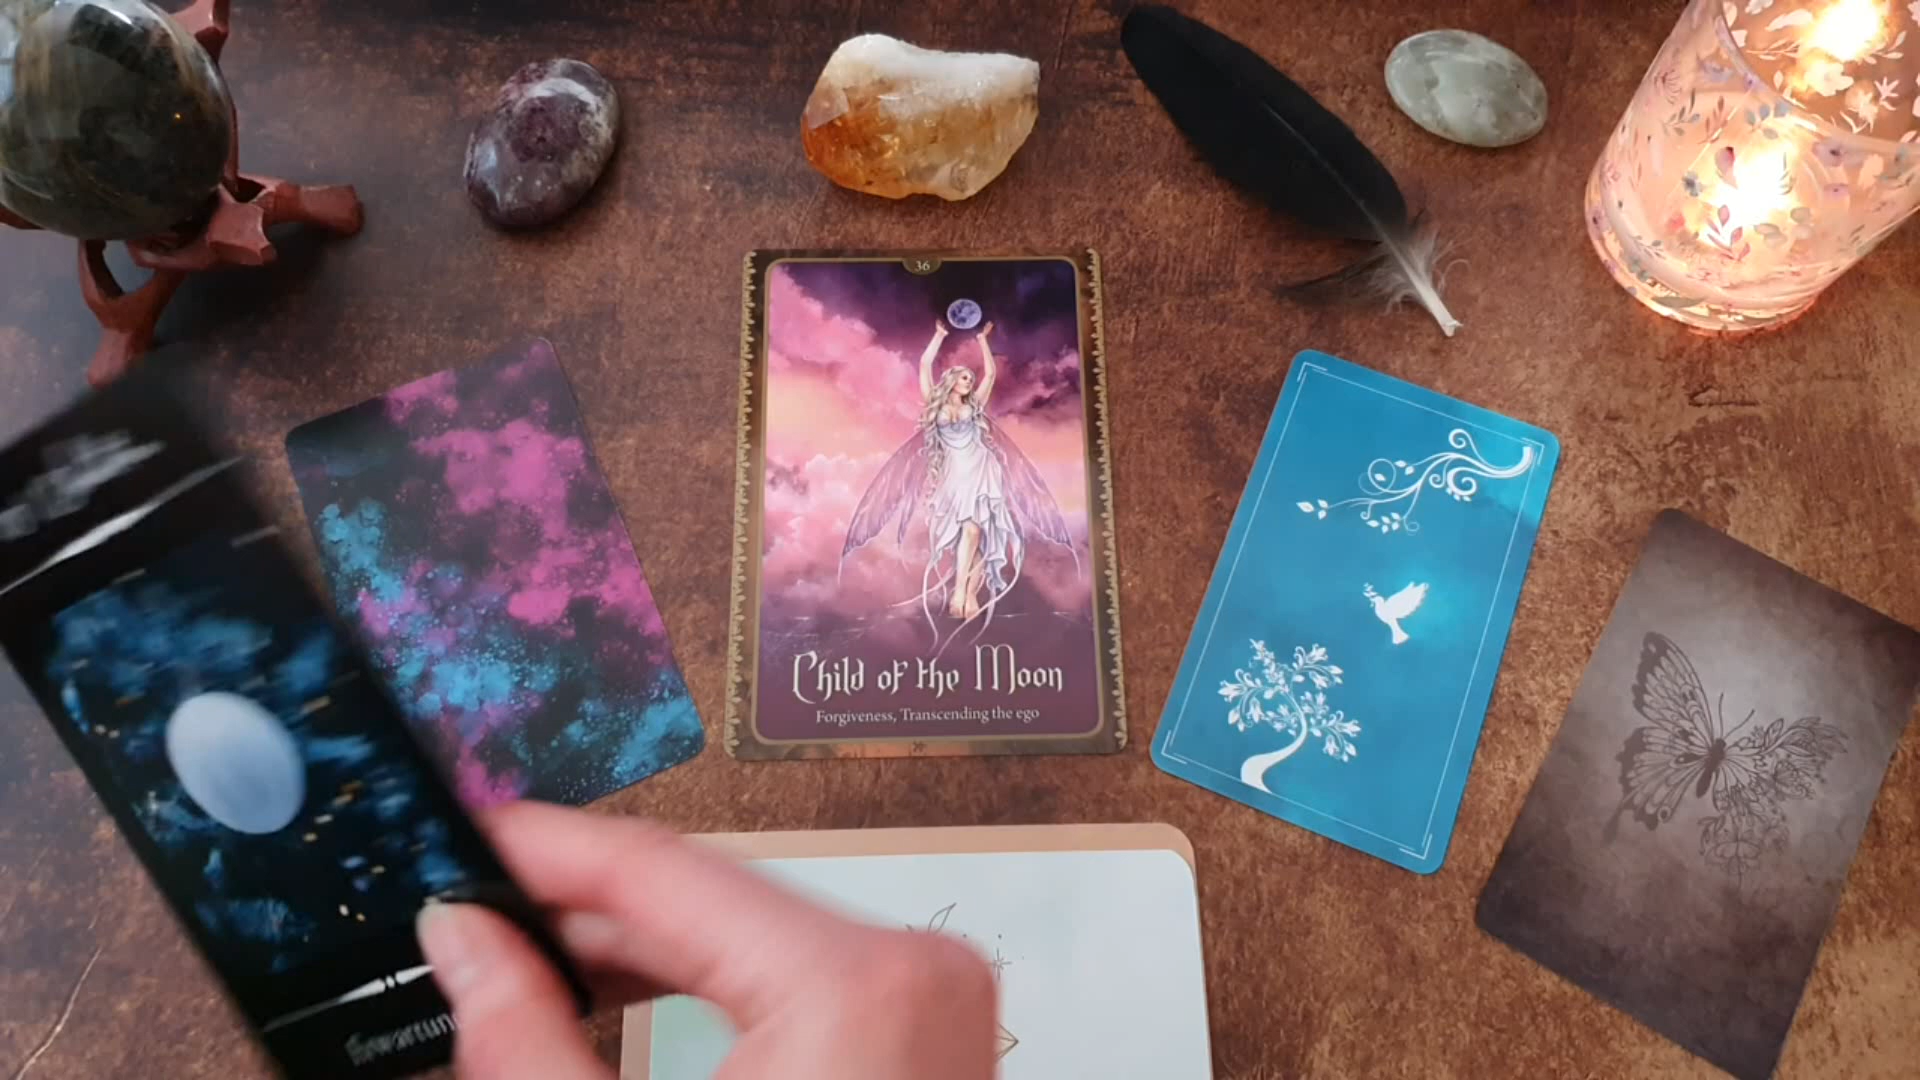 36
Child of the Moon
Forgiveness, Transcending the ego